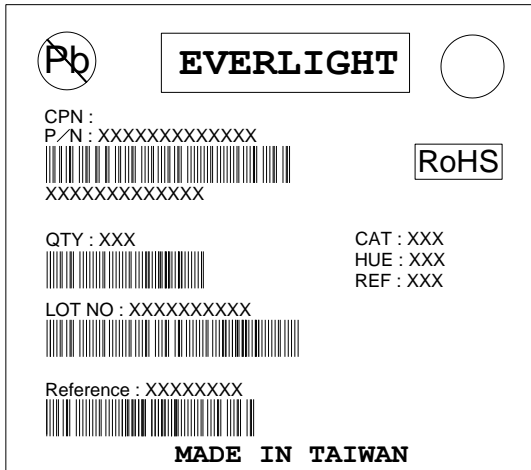 Pb
EVERLIGHT
CPN :
P/N : XXXXXXXXXXXXX
RoHS
XXXXXXXXXXXXX
QTY : XXX
CAT : XXX
HUE : XXX
REF : XXX
LOT NO : XXXXXXXXXX
Reference : XXXXXXXX
MADE IN TAIWAN